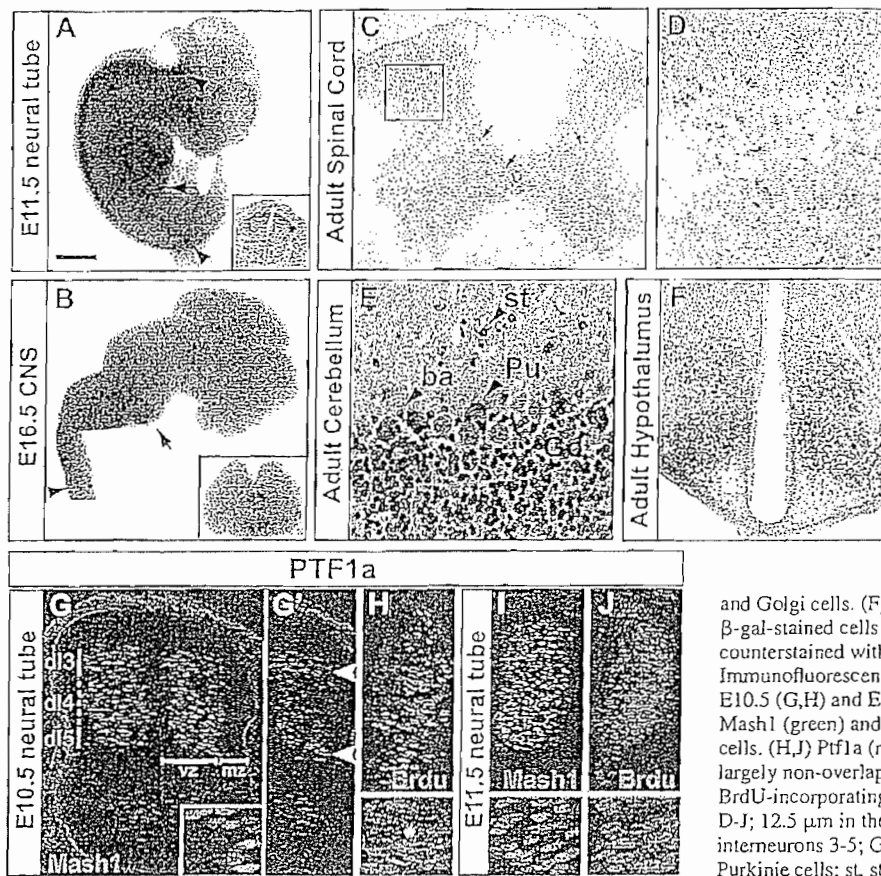 A
E11.5 neural tube
B
E16.5 CNS
C
Adult Spinal Cord
D
E
Adult Cerebellum
st
ba
Pu
F
Adult Hypothalumus
PTF1a
E10.5 neural tube
G
dI3
dI4
dI5
vz mz
Mash1
G'
H
Brdu
E11.5 neural tube
I
Mash1
J
Brdu
and Golgi cells. (F
β-gal-stained cells
counterstained with
Immunofluorescen
E10.5 (G,H) and E
Mash1 (green) and
cells. (H,J) Ptf1a (r
largely non-overlap
BrdU-incorporating
D-J; 12.5 μm in the
interneurons 3-5; G
Purkinje cells; st, st